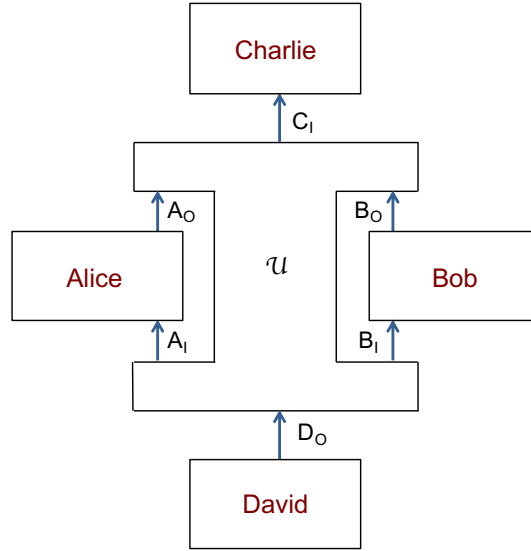 Charlie
C_I
A_O
B_O
Alice
𝒰
Bob
A_I
B_I
D_O
David